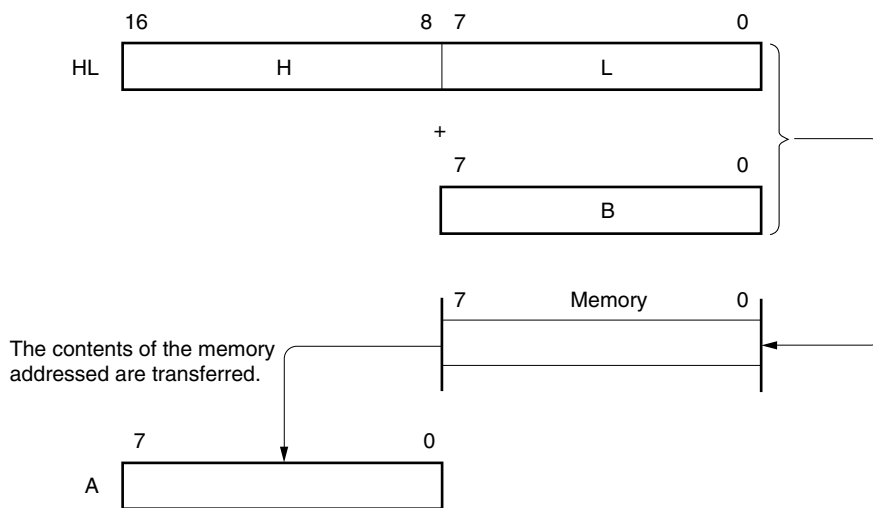 16 8 7 0
HL H L
+
7 0
B
7 Memory 0
The contents of the memory
addressed are transferred.
7 0
A